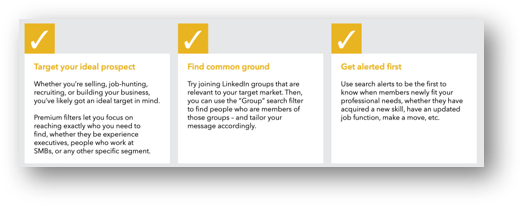 Target your ideal prospect
Whether you're selling, job-hunting,
recruiting, or building your business,
you've likely got an ideal target in mind.
Premium filters let you focus on
reaching exactly who you need to
find, whether they be experience
executives, people who work at
SMBs, or any other specific segment.
Find common ground
Try joining LinkedIn groups that are
relevant to your target market. Then,
you can use the "Group" search filter
to find people who are members of
those groups – and tailor your
message accordingly.
Get alerted first
Use search alerts to be the first to
know when members newly fit your
professional needs, whether they have
acquired a new skill, have an updated
job function, make a move, etc.